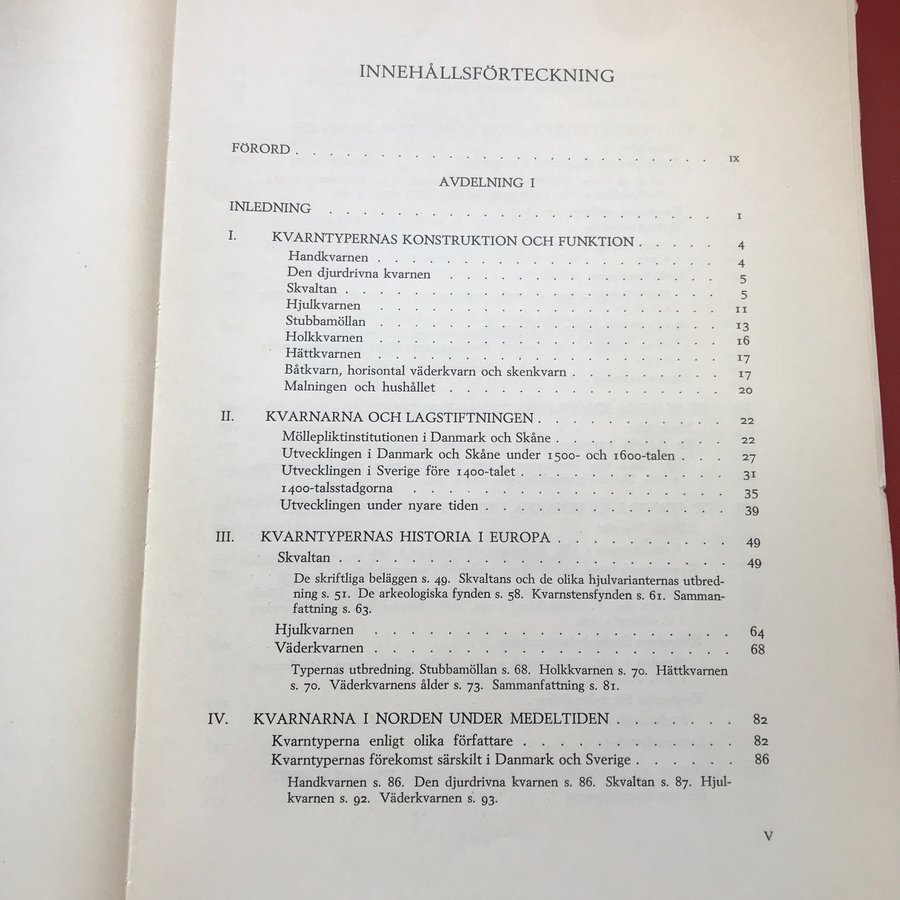 INNEHÅLLSFÖRTECKNING
FÖRORD . . . . . . . . . . . . . . . . . . . . . . . . IX
AVDELNING I
INLEDNING . . . . . . . . . . . . . . . . . . . . . . . 1
I. KVARNTYPERNAS KONSTRUKTION OCH FUNKTION . . . . . 4
Handkvarnen . . . . . . . . . . . . . . . . . . . . 4
Den djurdrivna kvarnen . . . . . . . . . . . . . . . 5
Skvaltan . . . . . . . . . . . . . . . . . . . . . . 5
Hjulkvarnen . . . . . . . . . . . . . . . . . . . . 11
Stubbamöllan . . . . . . . . . . . . . . . . . . . . 13
Holkkvarnen . . . . . . . . . . . . . . . . . . . . 16
Hättkvarnen . . . . . . . . . . . . . . . . . . . . 17
Båtkvarn, horisontal väderkvarn och skenkvarn . . . . . . . . 17
Malningen och hushållet . . . . . . . . . . . . . . . 20
II. KVARNARNA OCH LAGSTIFTNINGEN . . . . . . . . . . 22
Möllepliktinstitutionen i Danmark och Skåne . . . . . . . . . 22
Utvecklingen i Danmark och Skåne under 1500- och 1600-talen . . . 27
Utvecklingen i Sverige före 1400-talet . . . . . . . . . . . 31
1400-talsstadgorna . . . . . . . . . . . . . . . . . 35
Utvecklingen under nyare tiden . . . . . . . . . . . . . 39
III. KVARNTYPERNAS HISTORIA I EUROPA . . . . . . . . . 49
Skvaltan . . . . . . . . . . . . . . . . . . . . . . 49
De skriftliga beläggen s. 49. Skvaltans och de olika hjulvarianternas utbred-
ning s. 51. De arkeologiska fynden s. 58. Kvarnstensfynden s. 61. Samman-
fattning s. 63.
Hjulkvarnen . . . . . . . . . . . . . . . . . . . . 64
Väderkvarnen . . . . . . . . . . . . . . . . . . . . 68
Typernas utbredning. Stubbamöllan s. 68. Holkkvarnen s. 70. Hättkvarnen
s. 70. Väderkvarnens ålder s. 73. Sammanfattning s. 81.
IV. KVARNARNA I NORDEN UNDER MEDELTIDEN . . . . . . . 82
Kvarntyperna enligt olika författare . . . . . . . . . . . . 82
Kvarntypernas förekomst särskilt i Danmark och Sverige . . . . . . 86
Handkvarnen s. 86. Den djurdrivna kvarnen s. 86. Skvaltan s. 87. Hjul-
kvarnen s. 92. Väderkvarnen s. 93.
V